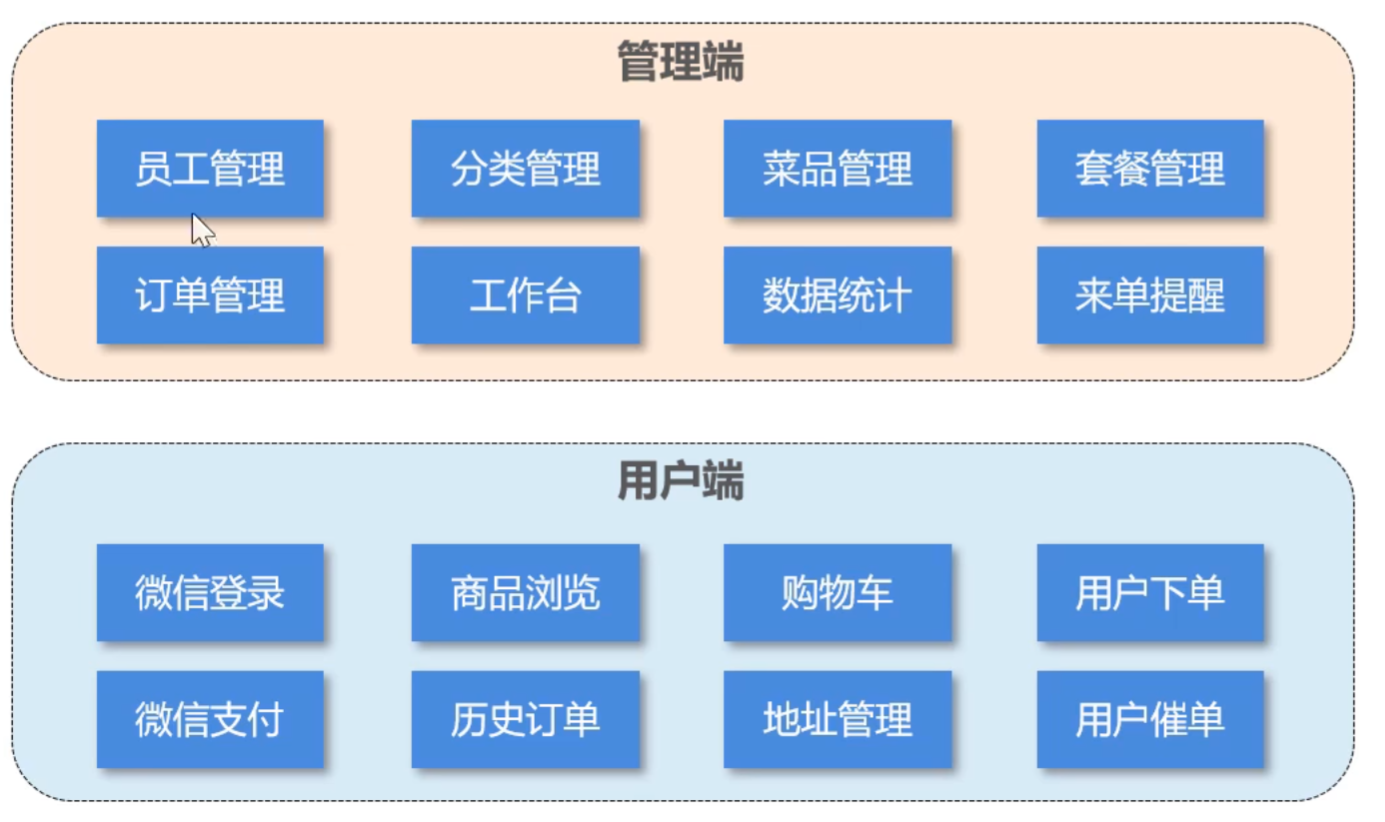 管理端
员工管理
分类管理
菜品管理
套餐管理
订单管理
工作台
数据统计
来单提醒
用户端
微信登录
商品浏览
购物车
用户下单
微信支付
历史订单
地址管理
用户催单